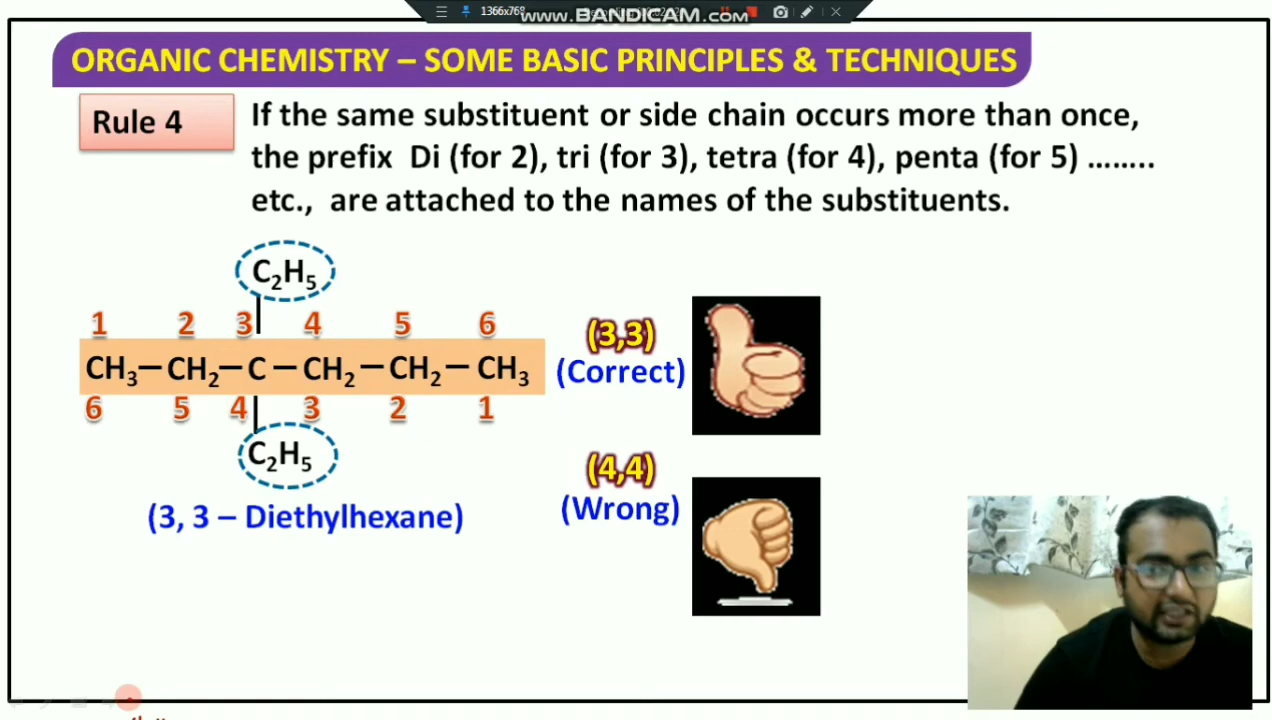 1366x768
www.BANDICAM.com
ORGANIC CHEMISTRY – SOME BASIC PRINCIPLES & TECHNIQUES
Rule 4
If the same substituent or side chain occurs more than once,
the prefix Di (for 2), tri (for 3), tetra (for 4), penta (for 5) ……..
etc., are attached to the names of the substituents.
C₂H₅
1 2 3 4 5 6
CH₃ – CH₂ – C – CH₂ – CH₂ – CH₃
6 5 4 3 2 1
C₂H₅
(3, 3 – Diethylhexane)
(3,3)
(Correct)
(4,4)
(Wrong)